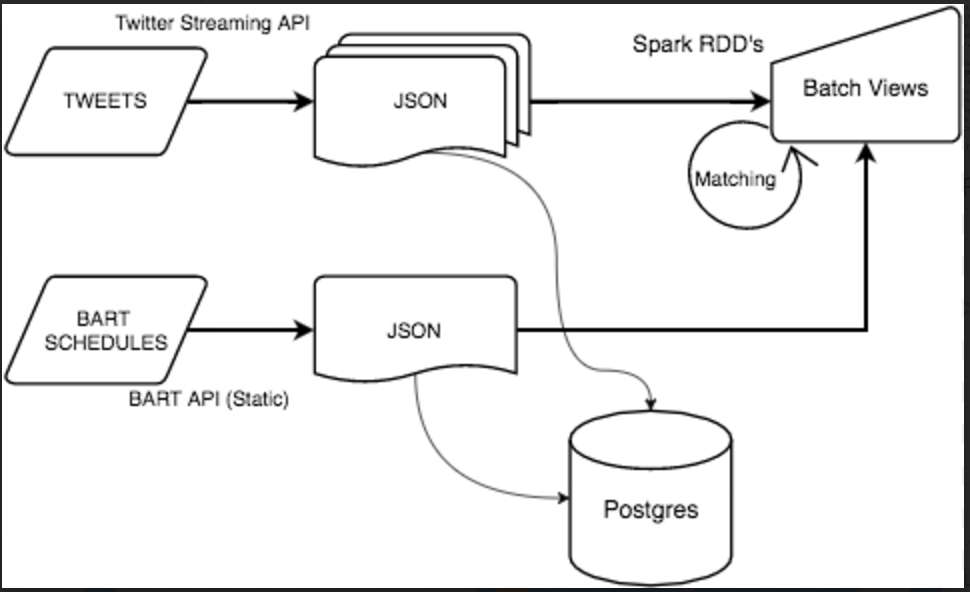 Twitter Streaming API
TWEETS
JSON
Spark RDD's
Batch Views
Matching
BART
SCHEDULES
JSON
BART API (Static)
Postgres